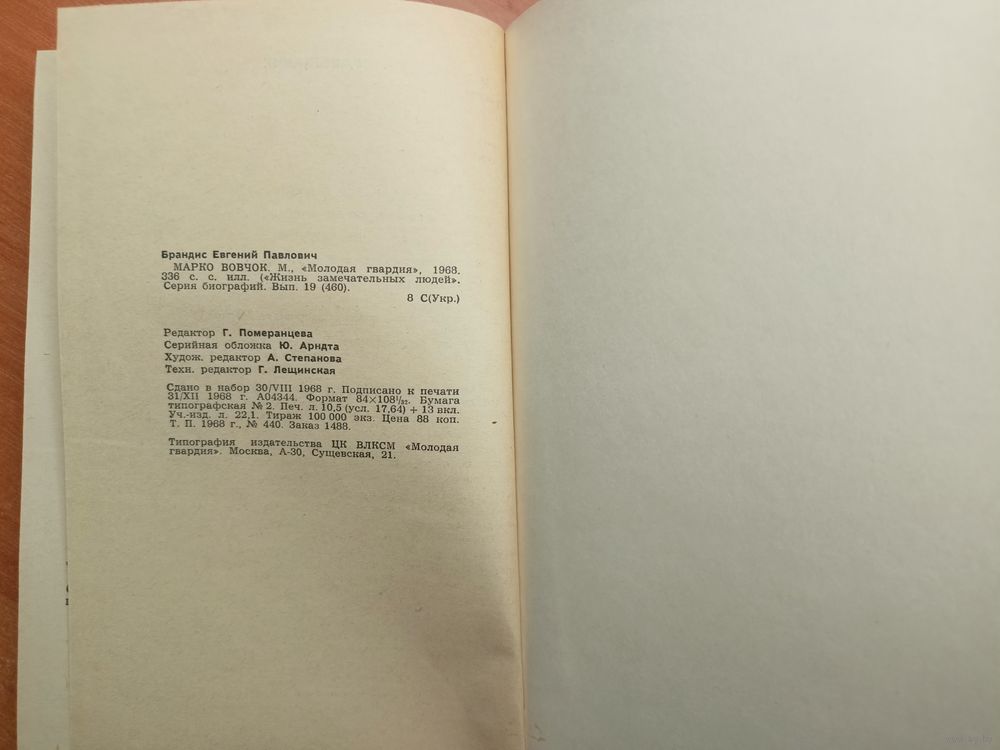 Брандис Евгений Павлович
МАРКО ВОВЧОК. М., «Молодая гвардия», 1968.
336 с. с. илл. («Жизнь замечательных людей».
Серия биографий. Вып. 19 (460).
8 С(Укр.)
Редактор Г. Померанцева
Серийная обложка Ю. Арндта
Худож. редактор А. Степанова
Техн. редактор Г. Лещинская
Сдано в набор 30/VIII 1968 г. Подписано к печати
31/XII 1968 г. А04344. Формат 84×108¹/₃₂. Бумага
типографская № 2. Печ. л. 10,5 (усл. 17,64) + 13 вкл.
Уч.-изд. л. 22,1. Тираж 100 000 экз. Цена 88 коп.
Т. П. 1968 г., № 440. Заказ 1488.
Типография издательства ЦК ВЛКСМ «Молодая
гвардия». Москва, А-30, Сущевская, 21.